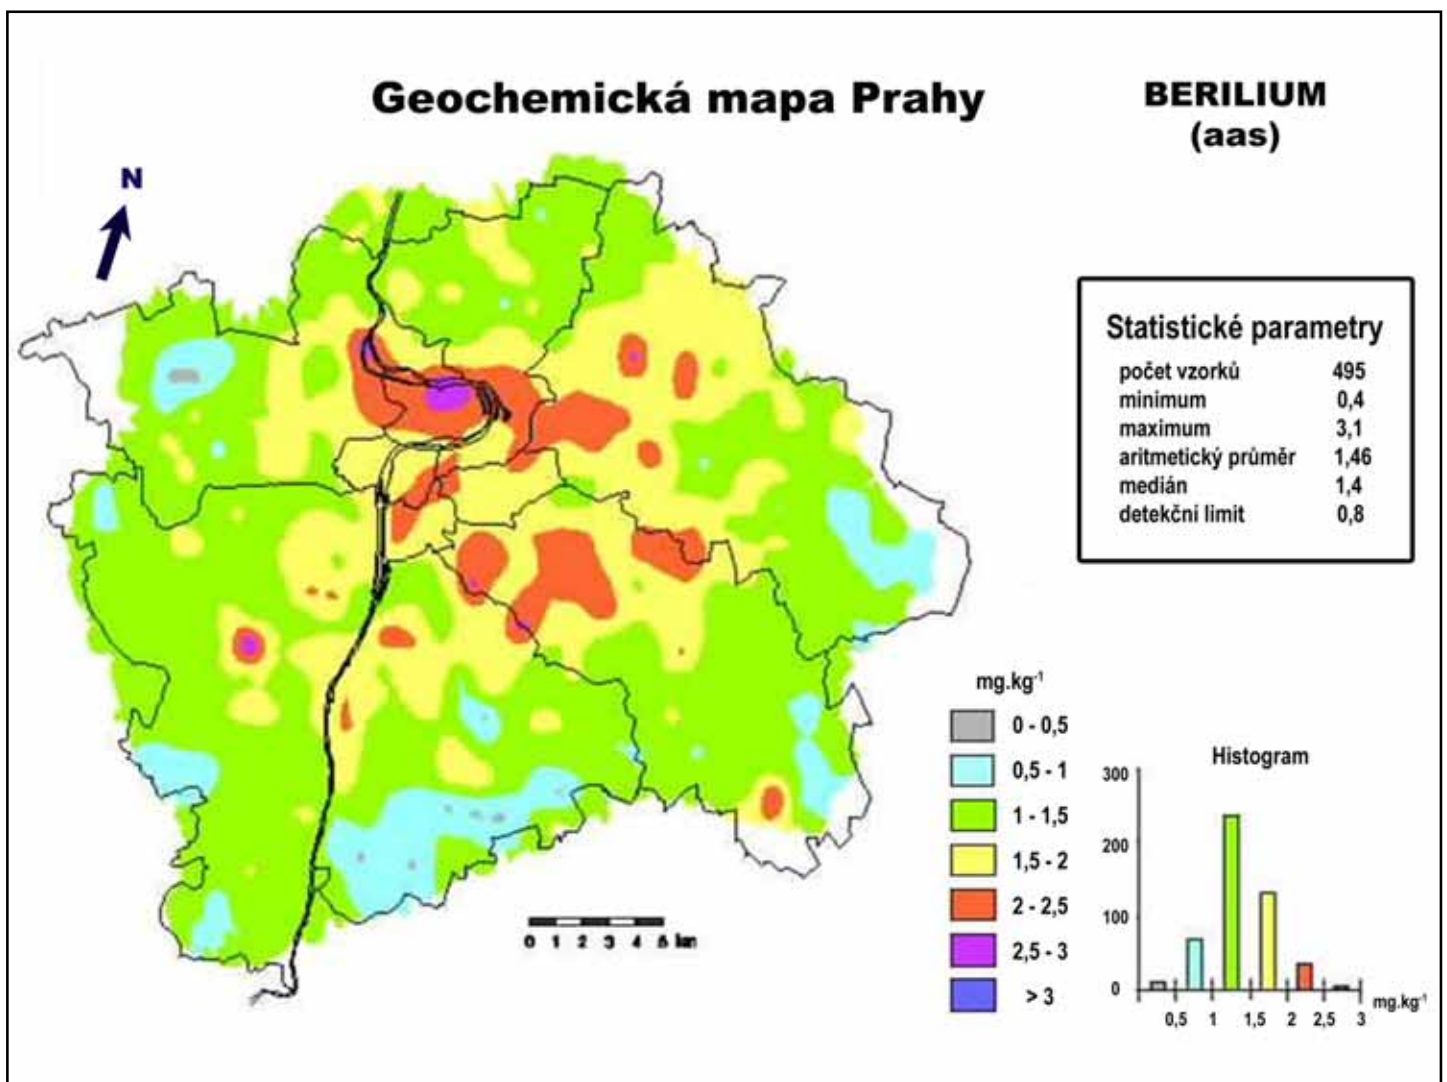 Geochemická mapa Prahy
BERILIUM
(aas)
N
Statistické parametry
počet vzorků 495
minimum 0,4
maximum 3,1
aritmetický průměr 1,46
medián 1,4
detekční limit 0,8
mg.kg-1
0 - 0,5
0,5 - 1
1 - 1,5
1,5 - 2
2 - 2,5
2,5 - 3
> 3
0 1 2 3 4 5 km
Histogram
300
200
100
0
0,5 1 1,5 2 2,5 3
mg.kg-1